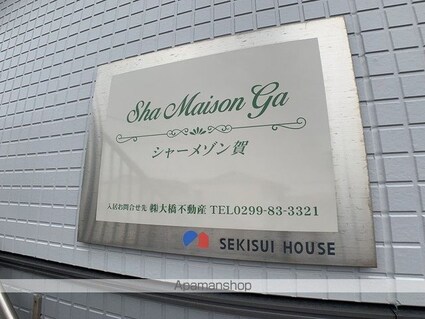 Sha Maison Ga
シャーメゾン賀
入居お問合せ先 ㈱大橋不動産 TEL0299-83-3321
SEKISUI HOUSE
Apamanshop